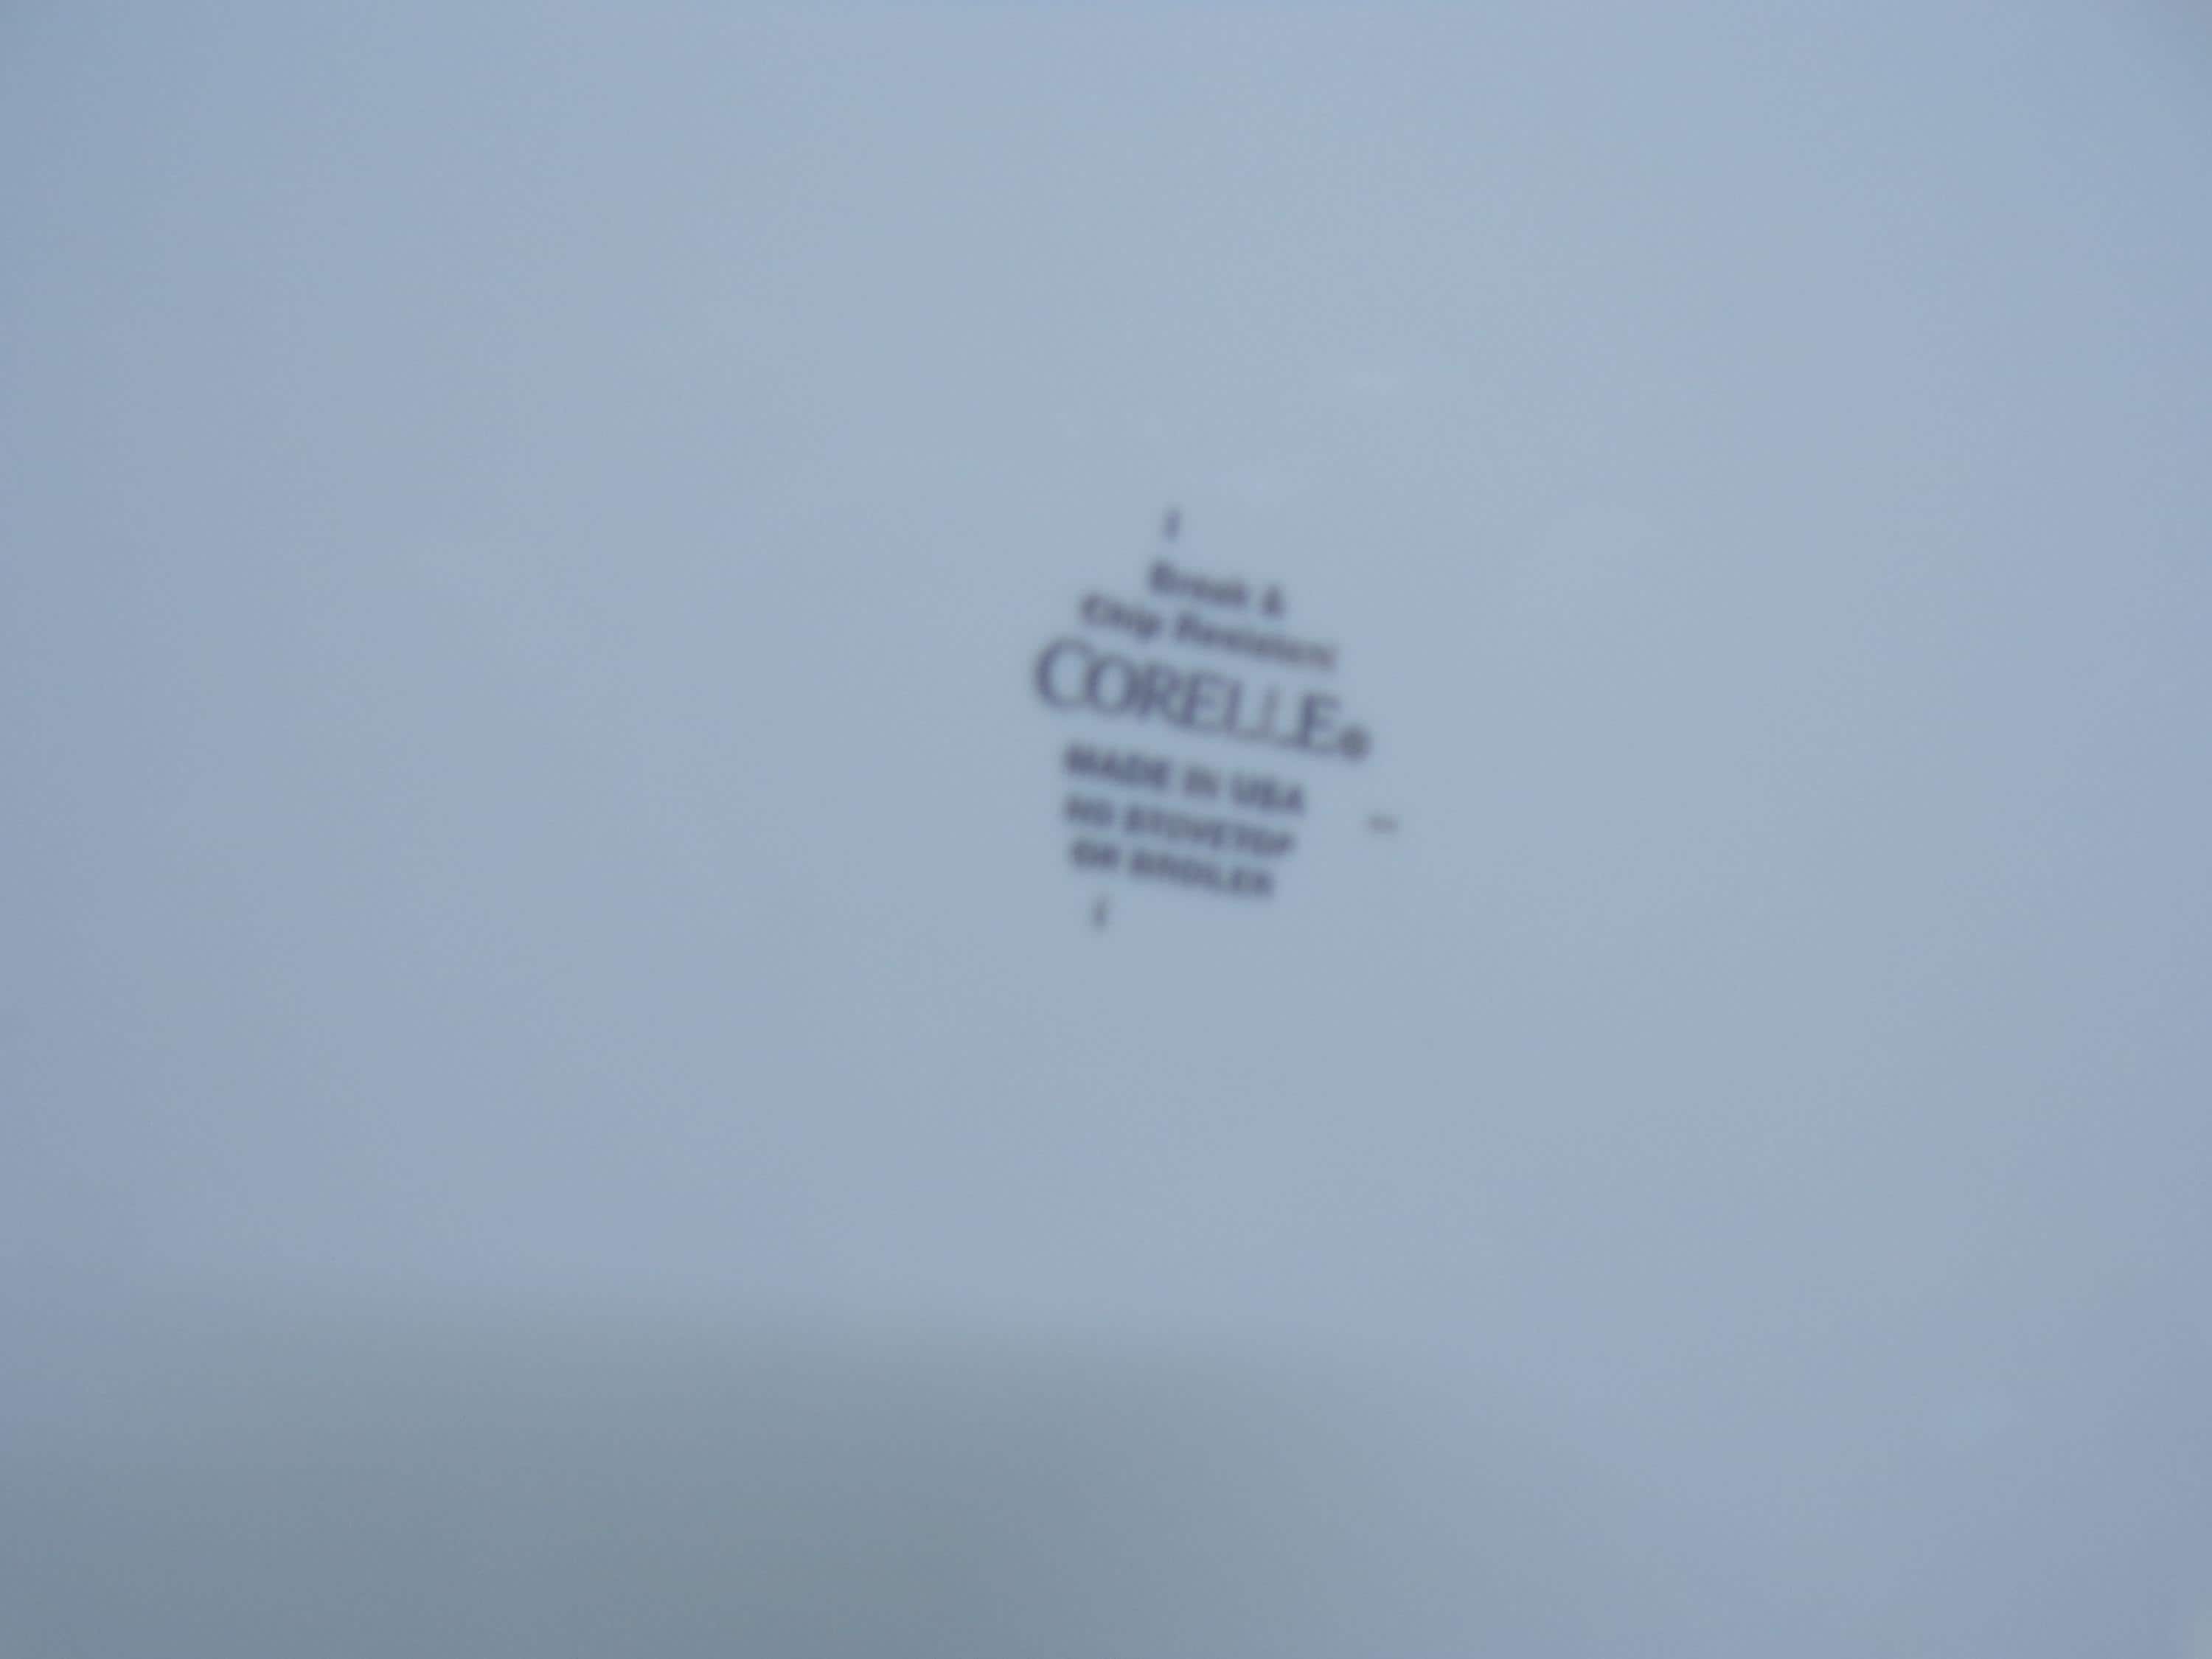 Break &
Chip Resistant
CORELLE®
MADE IN USA
NO STOVETOP
OR BROILER